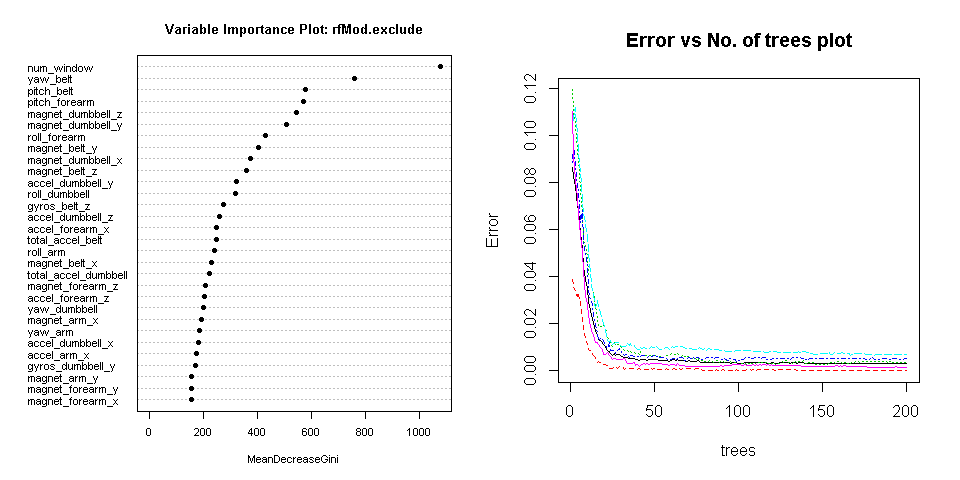 Variable Importance Plot: rfMod.exclude
num_window
yaw_belt
pitch_belt
pitch_forearm
magnet_dumbbell_z
magnet_dumbbell_y
roll_forearm
magnet_belt_y
magnet_dumbbell_x
magnet_belt_z
accel_dumbbell_y
roll_dumbbell
gyros_belt_z
accel_dumbbell_z
accel_forearm_x
total_accel_belt
roll_arm
magnet_belt_x
total_accel_dumbbell
magnet_forearm_z
accel_forearm_z
yaw_dumbbell
magnet_arm_x
yaw_arm
accel_dumbbell_x
accel_arm_x
gyros_dumbbell_y
magnet_arm_y
magnet_forearm_y
magnet_forearm_x
0 200 400 600 800 1000
MeanDecreaseGini
Error vs No. of trees plot
0.12
0.10
0.08
0.06
0.04
0.02
0.00
Error
0 50 100 150 200
trees